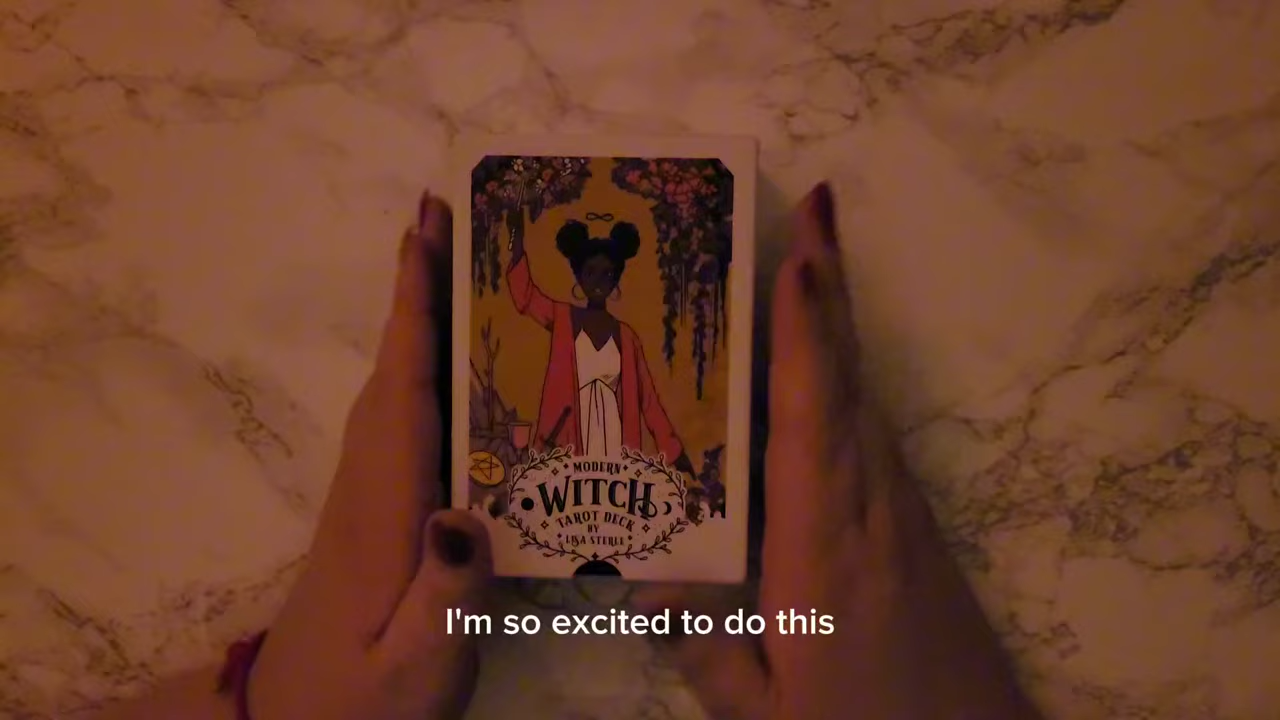 MODERN
WITCH
TAROT DECK
BY
LISA STERLE
I'm so excited to do this